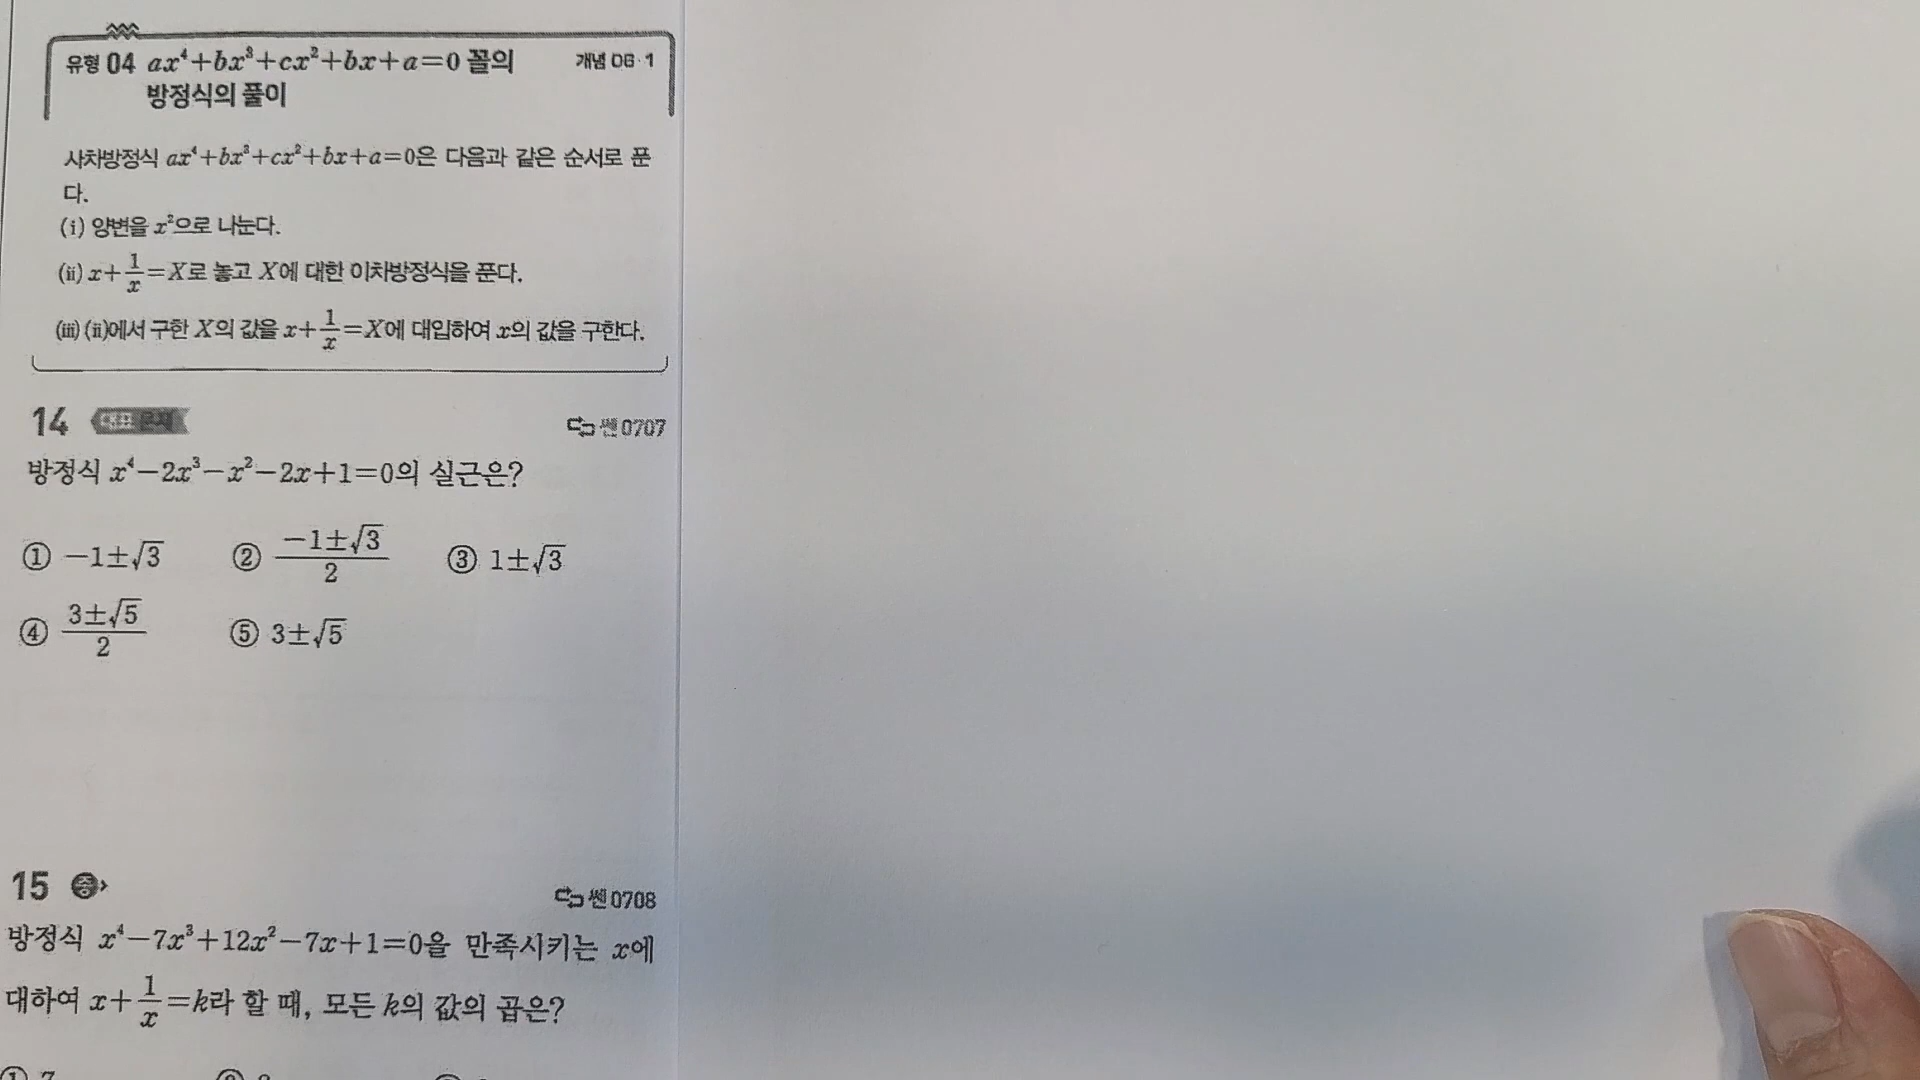 유형 04 ax⁴+bx³+cx²+bx+a=0 꼴의 개념 06·1
방정식의 풀이
사차방정식 ax⁴+bx³+cx²+bx+a=0은 다음과 같은 순서로 푼
다.
(ⅰ) 양변을 x²으로 나눈다.
(ⅱ) x+1/x=X로 놓고 X에 대한 이차방정식을 푼다.
(ⅲ) (ⅱ)에서 구한 X의 값을 x+1/x=X에 대입하여 x의 값을 구한다.
14 대표 문제 쎈 0707
방정식 x⁴-2x³-x²-2x+1=0의 실근은?
① -1±√3 ② (-1±√3)/2 ③ 1±√3
④ (3±√5)/2 ⑤ 3±√5
15 중 쎈 0708
방정식 x⁴-7x³+12x²-7x+1=0을 만족시키는 x에
대하여 x+1/x=k라 할 때, 모든 k의 값의 곱은?